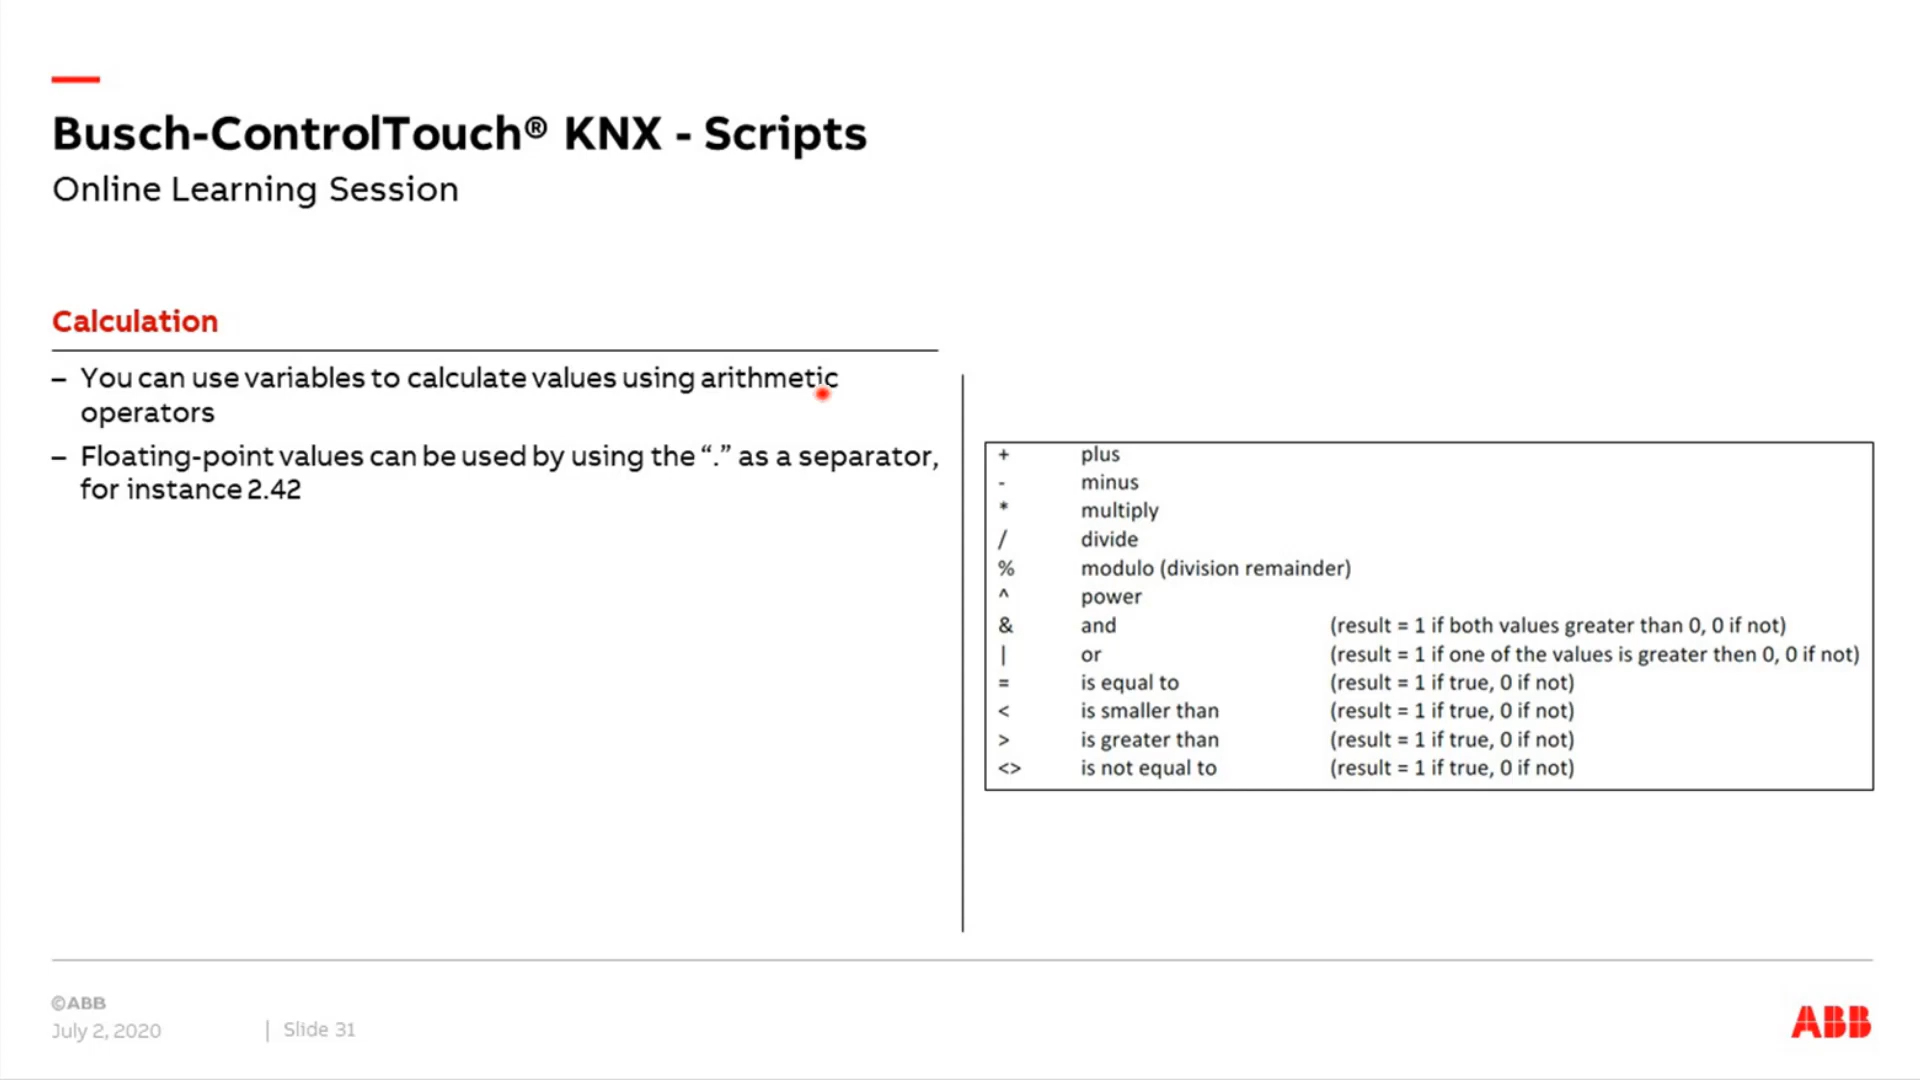 Busch-ControlTouch® KNX - Scripts
Online Learning Session
Calculation
– You can use variables to calculate values using arithmetic
operators
– Floating-point values can be used by using the “.” as a separator,
for instance 2.42
+ plus
- minus
* multiply
/ divide
% modulo (division remainder)
^ power
& and (result = 1 if both values greater than 0, 0 if not)
| or (result = 1 if one of the values is greater then 0, 0 if not)
= is equal to (result = 1 if true, 0 if not)
< is smaller than (result = 1 if true, 0 if not)
> is greater than (result = 1 if true, 0 if not)
<> is not equal to (result = 1 if true, 0 if not)
©ABB
July 2, 2020 | Slide 31
ABB